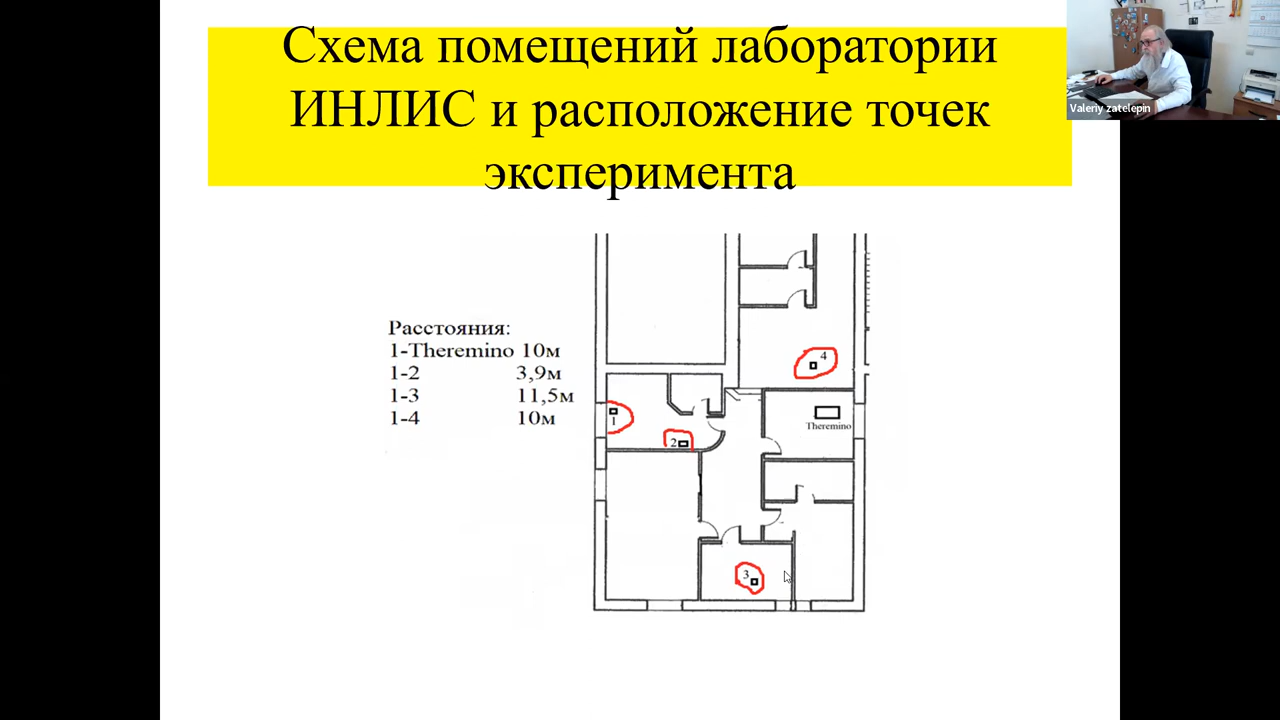 Схема помещений лаборатории
ИНЛИС и расположение точек
эксперимента
Valeriy zatelepin
Расстояния:
1-Theremino 10м
1-2 3,9м
1-3 11,5м
1-4 10м
4
1
2
Theremino
3